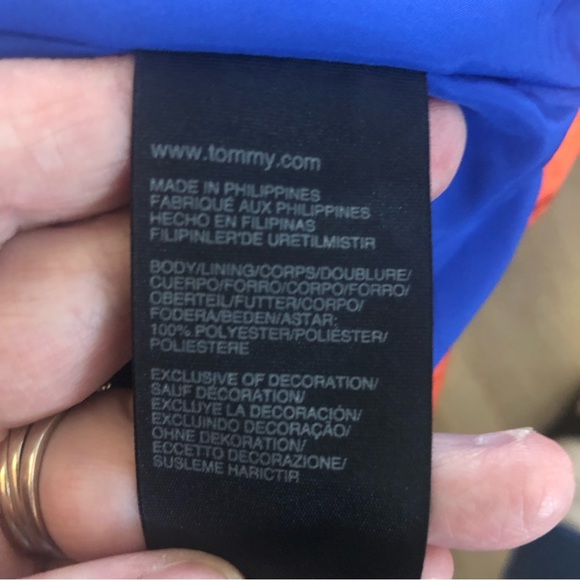 www.tommy.com
MADE IN PHILIPPINES
FABRIQUÉ AUX PHILIPPINES
HECHO EN FILIPINAS
FILIPINLER'DE URETILMISTIR
BODY/LINING/CORPS/DOUBLURE/
CUERPO/FORRO/CORPO/FORRO/
OBERTEIL/FUTTER/CORPO/
FODERA/BEDEN/ASTAR:
100% POLYESTER/POLIÉSTER/
POLIESTERE
EXCLUSIVE OF DECORATION/
SAUF DÉCORATION/
EXCLUYE LA DECORACIÓN/
EXCLUINDO DECORAÇÃO/
OHNE DEKORATION/
ECCETTO DECORAZIONE/
SUSLEME HARICTIR